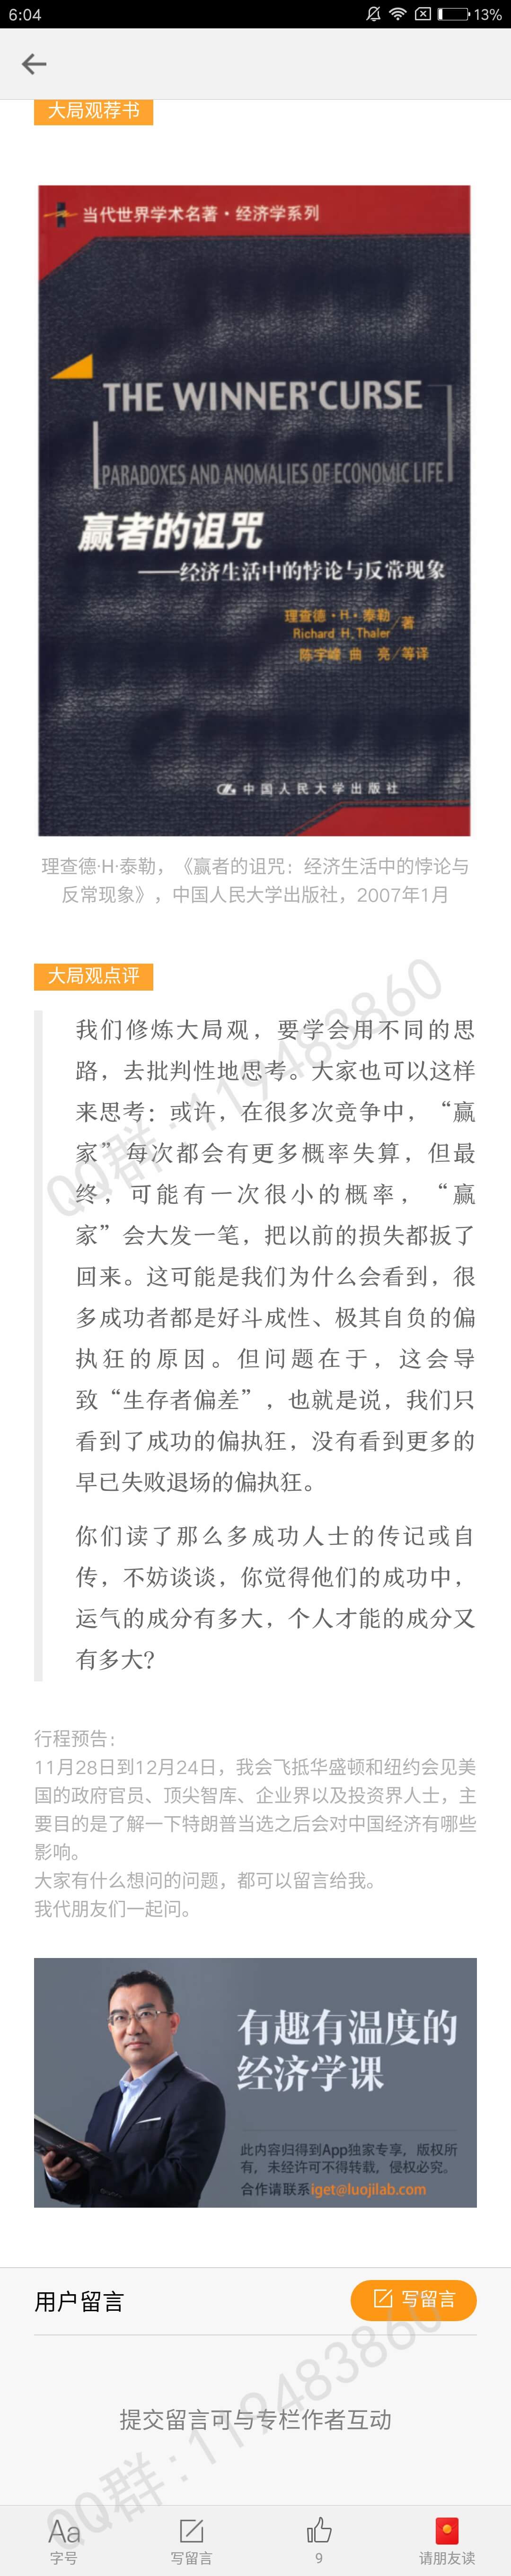 6:04
13%
大局观荐书
当代世界学术名著·经济学系列
THE WINNER'CURSE
PARADOXES AND ANOMALIES OF ECONOMIC LIFE
赢者的诅咒
——经济生活中的悖论与反常现象
理查德·H·泰勒/著
Richard H.Thaler
陈宇峰 曲 亮/等译
中国人民大学出版社
理查德·H·泰勒，《赢者的诅咒：经济生活中的悖论与
反常现象》，中国人民大学出版社，2007年1月
大局观点评
我们修炼大局观，要学会用不同的思
路，去批判性地思考。大家也可以这样
来思考：或许，在很多次竞争中，“赢
家”每次都会有更多概率失算，但最
终，可能有一次很小的概率，“赢
家”会大发一笔，把以前的损失都扳了
回来。这可能是我们为什么会看到，很
多成功者都是好斗成性、极其自负的偏
执狂的原因。但问题在于，这会导
致“生存者偏差”，也就是说，我们只
看到了成功的偏执狂，没有看到更多的
早已失败退场的偏执狂。
你们读了那么多成功人士的传记或自
传，不妨谈谈，你觉得他们的成功中，
运气的成分有多大，个人才能的成分又
有多大?
QQ群:119483860
行程预告：
11月28日到12月24日，我会飞抵华盛顿和纽约会见美
国的政府官员、顶尖智库、企业界以及投资界人士，主
要目的是了解一下特朗普当选之后会对中国经济有哪些
影响。
大家有什么想问的问题，都可以留言给我。
我代朋友们一起问。
有趣有温度的
经济学课
此内容归得到App独家专享，版权所
有，未经许可不得转载，侵权必究。
合作请联系iget@luojilab.com
用户留言
写留言
提交留言可与专栏作者互动
QQ群:119483860
Aa
字号
写留言
9
请朋友读